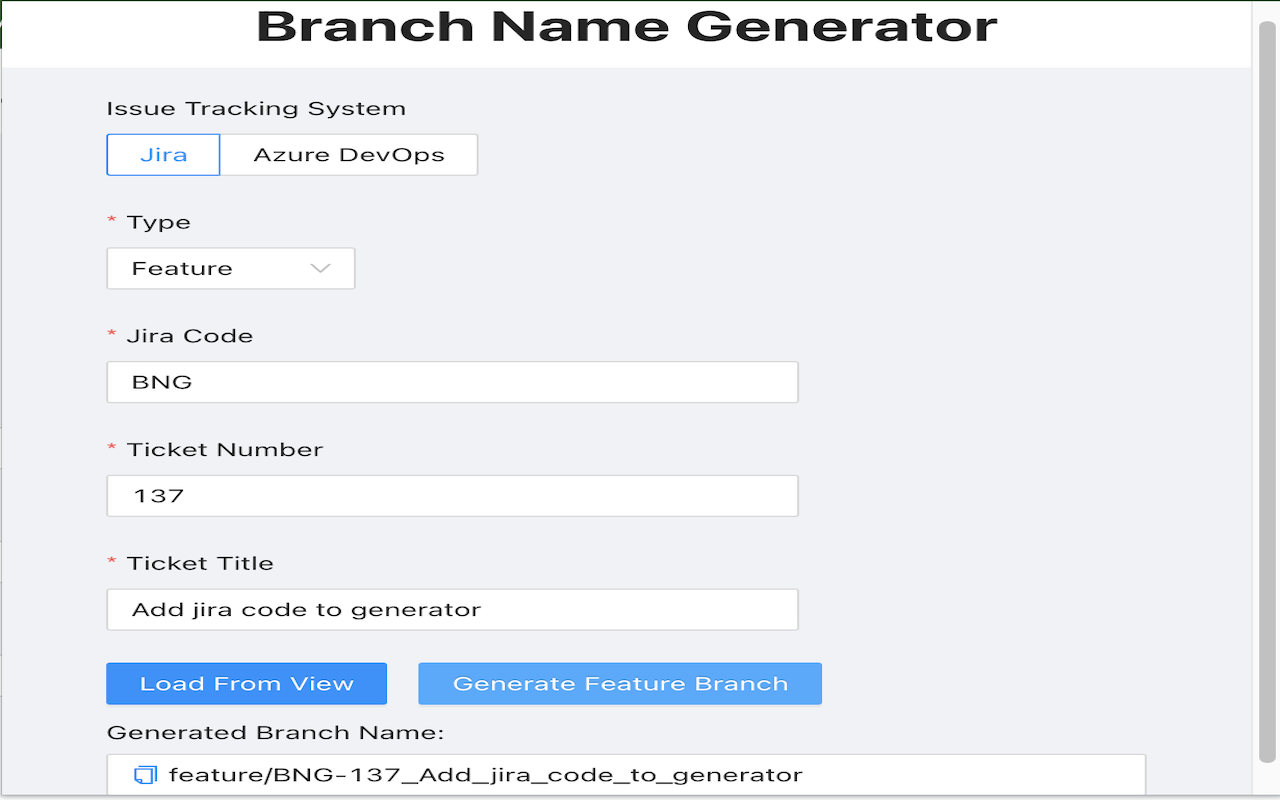 Branch Name Generator
Issue Tracking System
Jira Azure DevOps
* Type
Feature
* Jira Code
BNG
* Ticket Number
137
* Ticket Title
Add jira code to generator
Load From View Generate Feature Branch
Generated Branch Name:
feature/BNG-137_Add_jira_code_to_generator